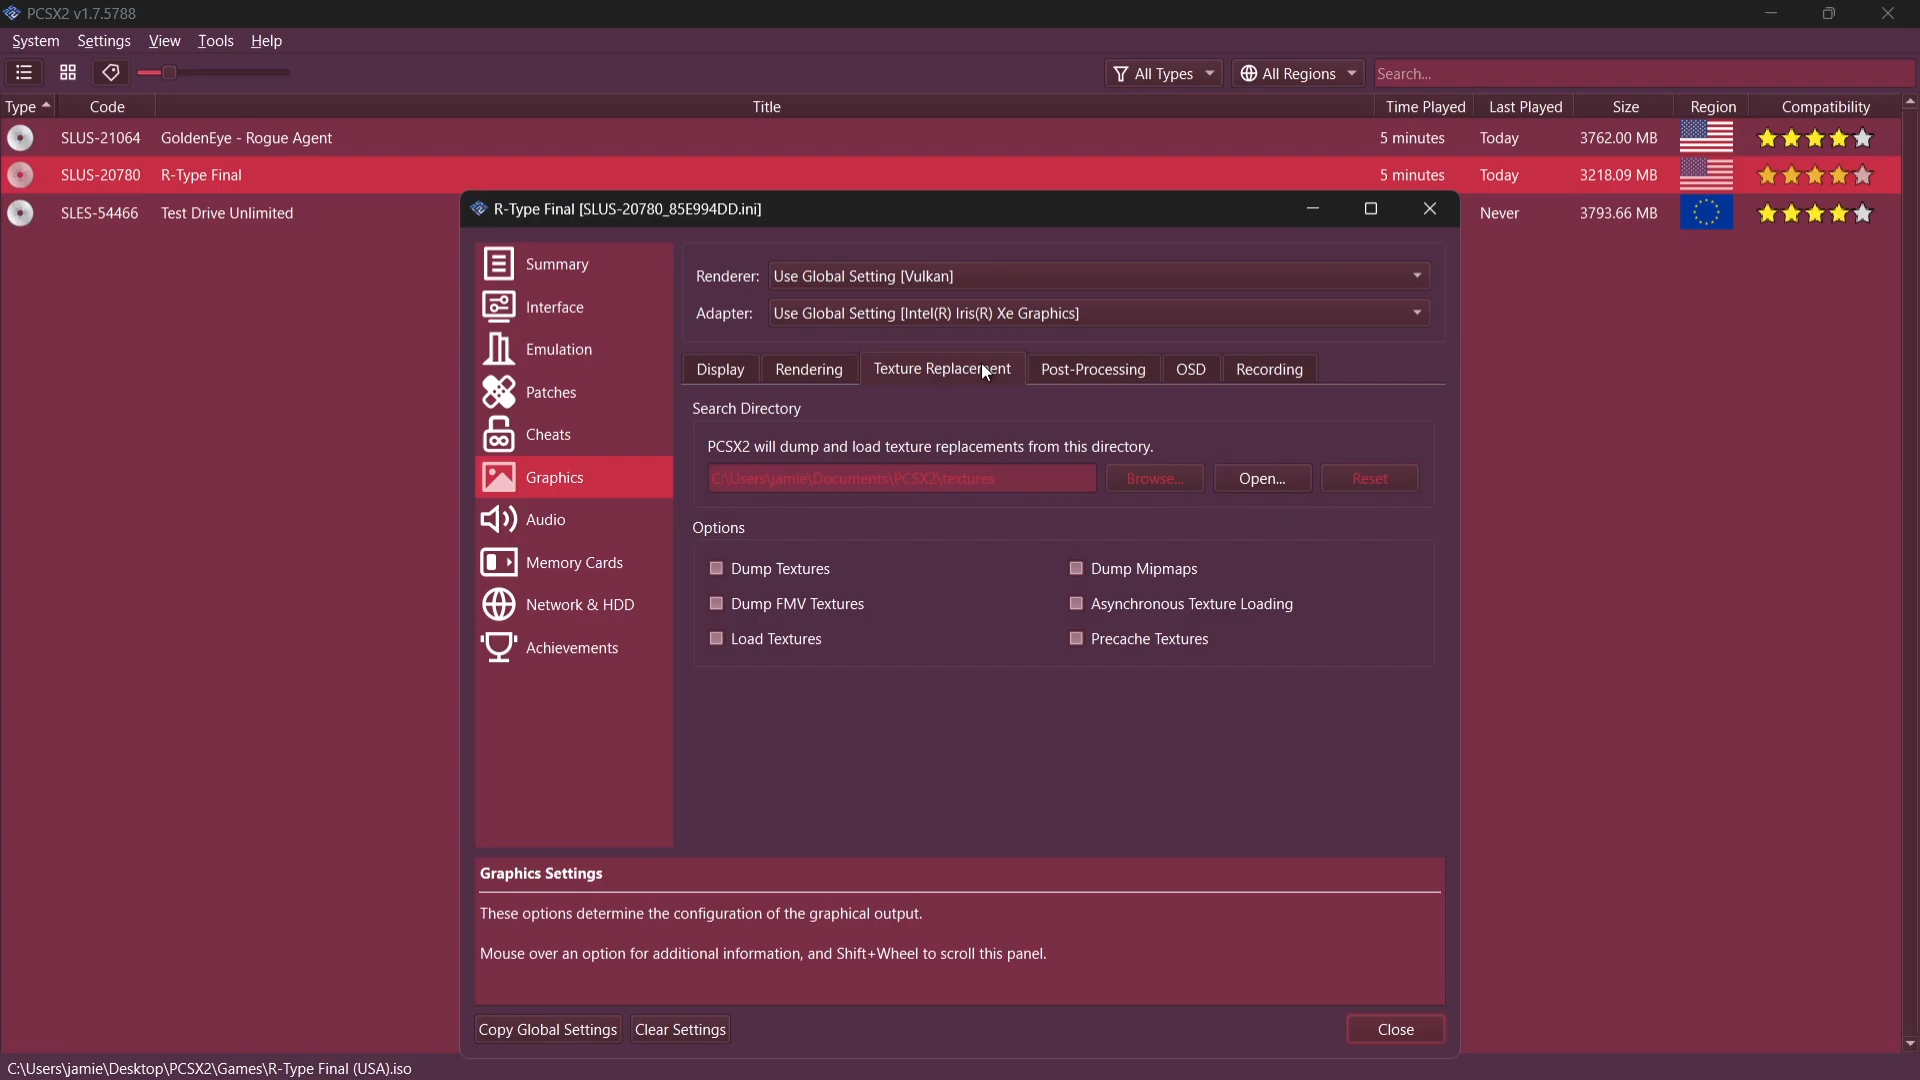 PCSX2 v1.7.5788
System Settings View Tools Help
All Types All Regions Search...
Type Code Title Time Played Last Played Size Region Compatibility
SLUS-21064 GoldenEye - Rogue Agent 5 minutes Today 3762.00 MB
SLUS-20780 R-Type Final 5 minutes Today 3218.09 MB
SLES-54466 Test Drive Unlimited Never 3793.66 MB
R-Type Final [SLUS-20780_85E994DD.ini]
Summary
Interface
Emulation
Patches
Cheats
Graphics
Audio
Memory Cards
Network & HDD
Achievements
Renderer: Use Global Setting [Vulkan]
Adapter: Use Global Setting [Intel(R) Iris(R) Xe Graphics]
Display Rendering Texture Replacement Post-Processing OSD Recording
Search Directory
PCSX2 will dump and load texture replacements from this directory.
C:\Users\jamie\Documents\PCSX2\textures Browse... Open... Reset
Options
Dump Textures Dump Mipmaps
Dump FMV Textures Asynchronous Texture Loading
Load Textures Precache Textures
Graphics Settings
These options determine the configuration of the graphical output.
Mouse over an option for additional information, and Shift+Wheel to scroll this panel.
Copy Global Settings Clear Settings Close
C:\Users\jamie\Desktop\PCSX2\Games\R-Type Final (USA).iso